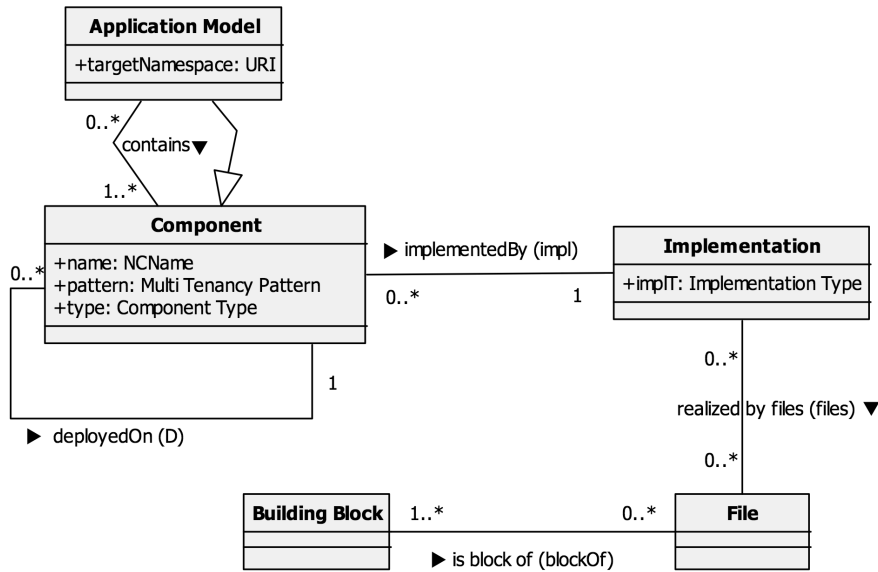 Application Model
+targetNamespace: URI
0..*
contains▼
1..*
Component
+name: NCName
+pattern: Multi Tenancy Pattern
+type: Component Type
0..*
1
▶ deployedOn (D)
▶ implementedBy (impl)
0..*
1
Implementation
+implT: Implementation Type
0..*
realized by files (files) ▼
0..*
Building Block
1..*
0..*
File
▶ is block of (blockOf)